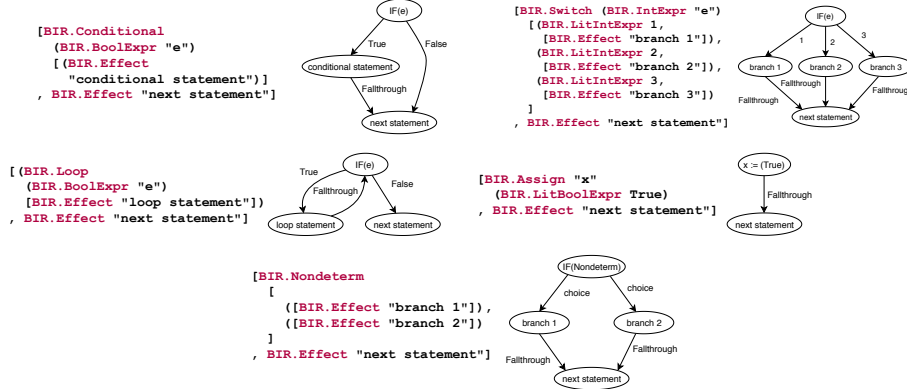 [BIR.Conditional
(BIR.BoolExpr "e")
[(BIR.Effect
"conditional statement")]
, BIR.Effect "next statement"]
IF(e)
True
False
conditional statement
Fallthrough
next statement
[BIR.Switch (BIR.IntExpr "e")
[(BIR.LitIntExpr 1,
[BIR.Effect "branch 1"]),
(BIR.LitIntExpr 2,
[BIR.Effect "branch 2"]),
(BIR.LitIntExpr 3,
[BIR.Effect "branch 3"])
]
, BIR.Effect "next statement"]
IF(e)
1
2
3
branch 1
branch 2
branch 3
Fallthrough
Fallthrough
Fallthrough
next statement
[(BIR.Loop
(BIR.BoolExpr "e")
[BIR.Effect "loop statement"])
, BIR.Effect "next statement"]
IF(e)
True
Fallthrough
False
loop statement
next statement
[BIR.Assign "x"
(BIR.LitBoolExpr True)
, BIR.Effect "next statement"]
x := (True)
Fallthrough
next statement
[BIR.Nondeterm
[
([BIR.Effect "branch 1"]),
([BIR.Effect "branch 2"])
]
, BIR.Effect "next statement"]
IF(Nondeterm)
choice
choice
branch 1
branch 2
Fallthrough
Fallthrough
next statement